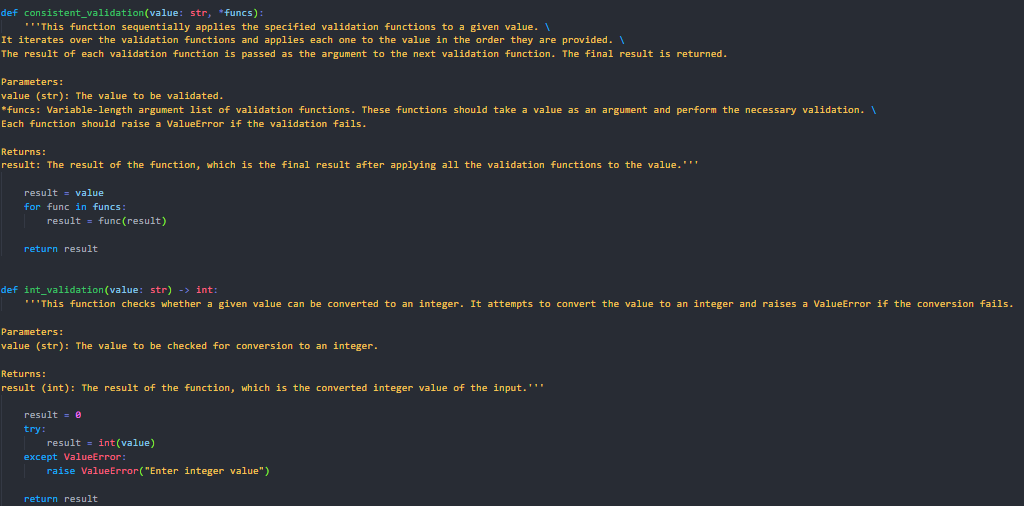 def consistent_validation(value: str, *funcs):
    '''This function sequentially applies the specified validation functions to a given value. \
It iterates over the validation functions and applies each one to the value in the order they are provided. \
The result of each validation function is passed as the argument to the next validation function. The final result is returned.

Parameters:
value (str): The value to be validated.
*funcs: Variable-length argument list of validation functions. These functions should take a value as an argument and perform the necessary validation. \
Each function should raise a ValueError if the validation fails.

Returns:
result: The result of the function, which is the final result after applying all the validation functions to the value.'''

    result = value
    for func in funcs:
        result = func(result)

    return result


def int_validation(value: str) -> int:
    '''This function checks whether a given value can be converted to an integer. It attempts to convert the value to an integer and raises a ValueError if the conversion fails.

Parameters:
value (str): The value to be checked for conversion to an integer.

Returns:
result (int): The result of the function, which is the converted integer value of the input.'''

    result = 0
    try:
        result = int(value)
    except ValueError:
        raise ValueError("Enter integer value")

    return result